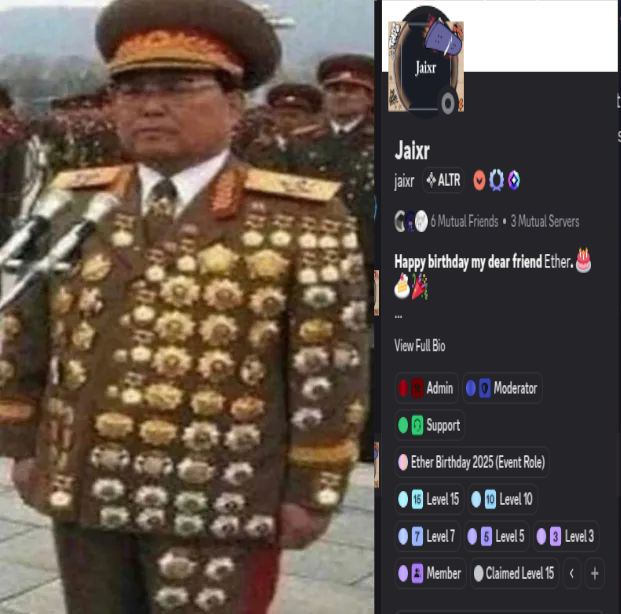 Jaixr
Jaixr
jaixr ALTR
6 Mutual Friends • 3 Mutual Servers
Happy birthday my dear friend Ether. 🎂
🍰 🎉
...
View Full Bio
Admin Moderator
Support
Ether Birthday 2025 (Event Role)
15 Level 15 10 Level 10
7 Level 7 5 Level 5 3 Level 3
Member Claimed Level 15 < +